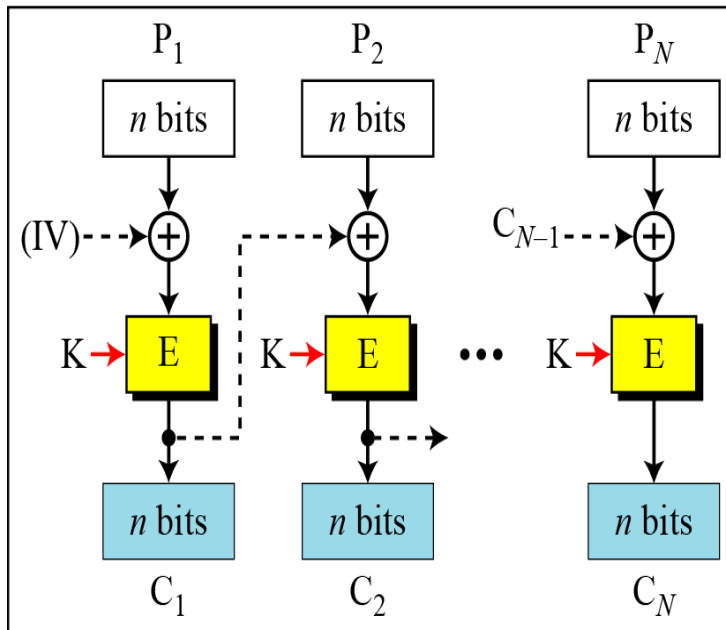 P1 P2 PN
n bits n bits n bits
(IV) + + CN–1 +
K E K E ••• K E
n bits n bits n bits
C1 C2 CN